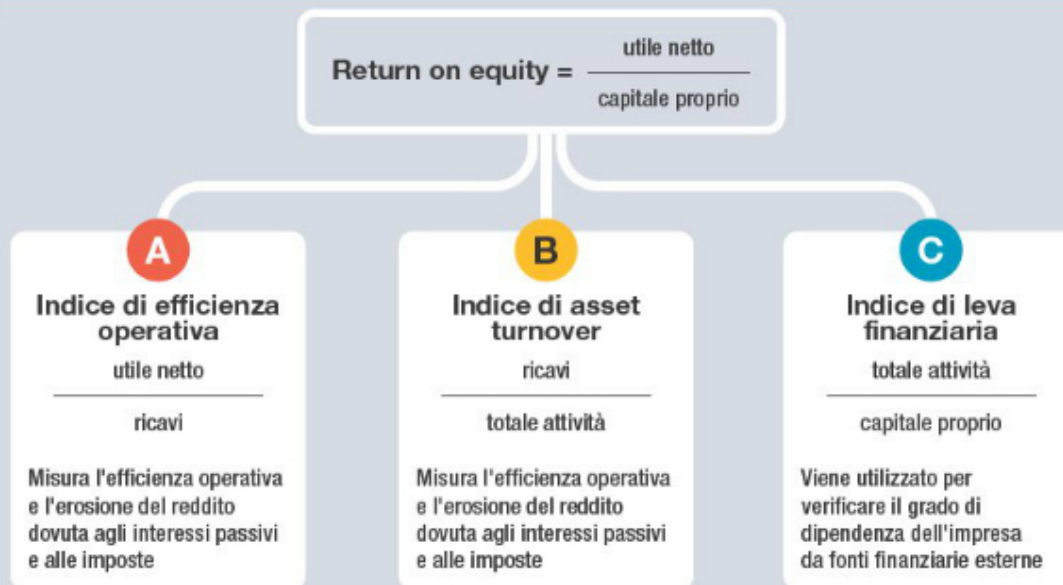 Return on equity =
utile netto
capitale proprio
A
Indice di efficienza
operativa
utile netto
ricavi
Misura l'efficienza operativa
e l'erosione del reddito
dovuta agli interessi passivi
e alle imposte
B
Indice di asset
turnover
ricavi
totale attività
Misura l'efficienza operativa
e l'erosione del reddito
dovuta agli interessi passivi
e alle imposte
C
Indice di leva
finanziaria
totale attività
capitale proprio
Viene utilizzato per
verificare il grado di
dipendenza dell'impresa
da fonti finanziarie esterne